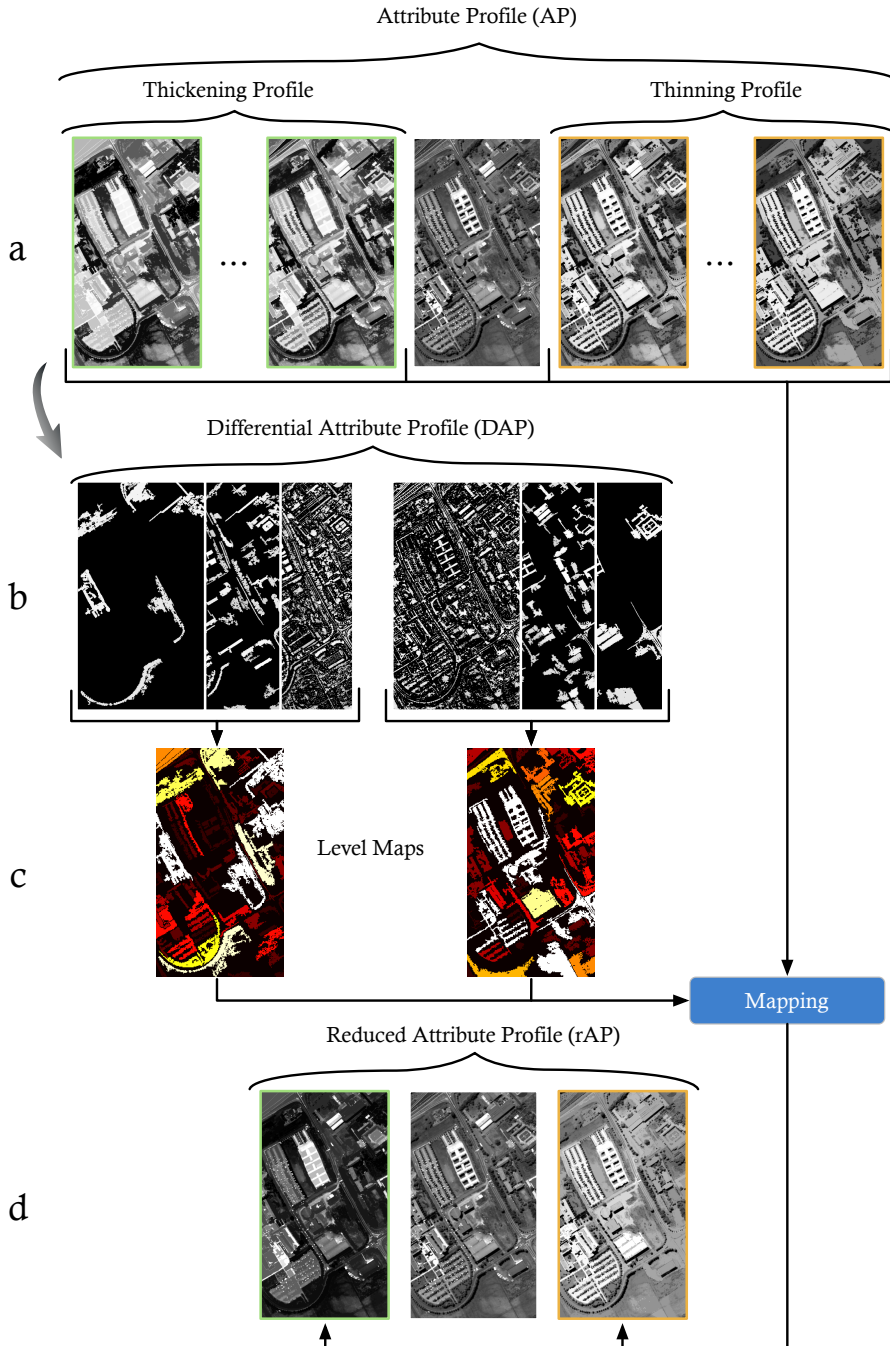 Attribute Profile (AP)
Thickening Profile
Thinning Profile
a
...
...
Differential Attribute Profile (DAP)
b
Level Maps
c
Mapping
Reduced Attribute Profile (rAP)
d